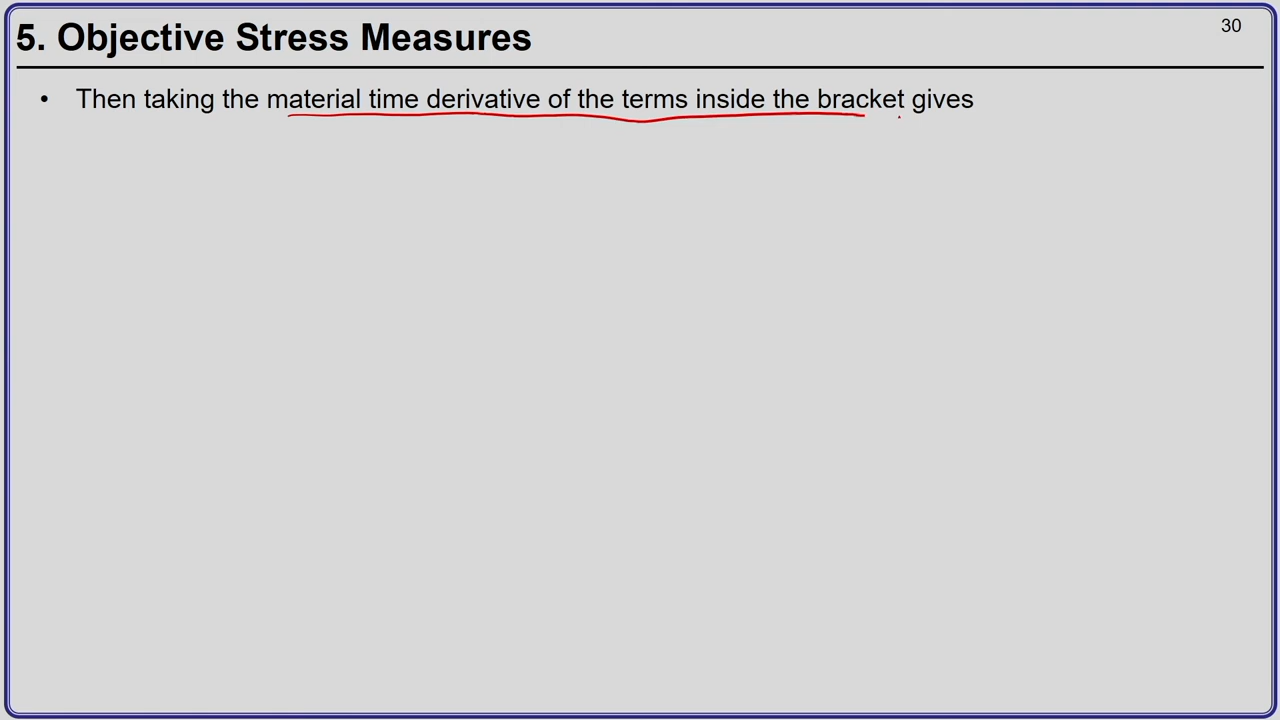 30
5. Objective Stress Measures
• Then taking the material time derivative of the terms inside the bracket gives